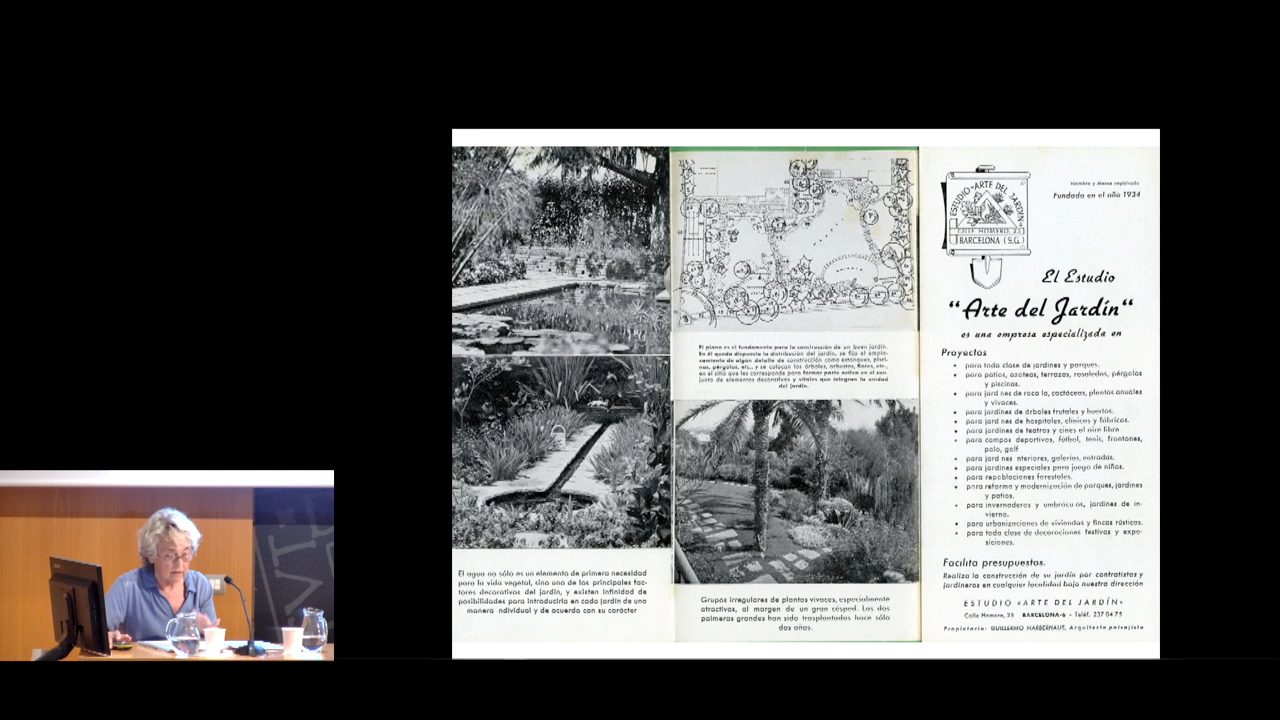 El agua no sólo es un elemento de primera necesidad
para la vida vegetal, sino uno de los principales fac-
tores decorativos del jardín, y existen infinidad de
posibilidades para introducirla en cada jardín de una
manera individual y de acuerdo con su carácter
El plano es el fundamento para la construcción de un buen jardín.
En él queda dispuesta la distribución del jardín, se fija el empla-
zamiento de algún detalle de construcción como estanques, pisci-
nas, pérgolas, etc., y se colocan los árboles, arbustos, flores, etc.,
en el sitio que les corresponde para formar parte activa en el con-
junto de elementos decorativos y vitales que integran la unidad
del jardín.
Grupos irregulares de plantas vivaces, especialmente
atractivas, al margen de un gran césped. Las dos
palmeras grandes han sido trasplantadas hace sólo
dos años.
ESTUDIO «ARTE DEL JARDÍN»
CALLE HOMERO, 25
BARCELONA (S.G.)
Nombre y marca registrado
Fundada en el año 1934
El Estudio
"Arte del Jardín"
es una empresa especializada en
Proyectos
• para toda clase de jardines y parques.
• para patios, azoteas, terrazas, rosaledas, pérgolas
y piscinas.
• para jardines de rocalla, cactáceas, plantas anuales
y vivaces.
• para jardines de árboles frutales y huertos.
• para jardines de hospitales, clínicas y fábricas.
• para jardines de teatros y cines al aire libre
• para campos deportivos, fútbol, tenis, frontones,
polo, golf
• para jardines interiores, galerías, entradas.
• para jardines especiales para juego de niños.
• para repoblaciones forestales.
• para reforma y modernización de parques, jardines
y patios.
• para invernaderos y umbráculos, jardines de in-
vierno.
• para urbanizaciones de viviendas y fincas rústicas.
• para toda clase de decoraciones festivas y expo-
siciones.
Facilita presupuestos.
Realiza la construcción de su jardín por contratistas y
jardineros en cualquier localidad bajo nuestra dirección
ESTUDIO «ARTE DEL JARDÍN»
Calle Homero, 25 BARCELONA-6 - Teléf. 237 04 75
Propietario: GUILLERMO NARBERHAUS, Arquitecto paisajista